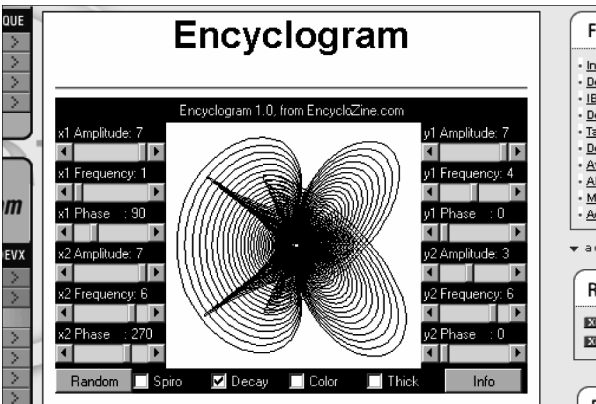 QUE
Encyclogram
Encyclogram 1.0, from EncycloZine.com
x1 Amplitude: 7
y1 Amplitude: 7
x1 Frequency: 1
y1 Frequency: 4
x1 Phase : 90
y1 Phase : 0
x2 Amplitude: 7
y2 Amplitude: 3
x2 Frequency: 6
y2 Frequency: 6
x2 Phase : 270
y2 Phase : 0
Random
Spiro
Decay
Color
Thick
Info
DEVX